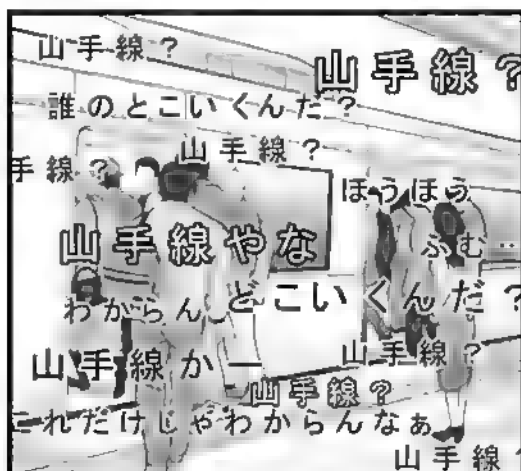 山手線？
山手線？
誰のとこいくんだ？
山手線？
手線？
ほうほう
山手線やな
ふむ…
わからん
どこいくんだ？
山手線？
山手線かー
山手線？
これだけじゃわからんなぁ
山手線？